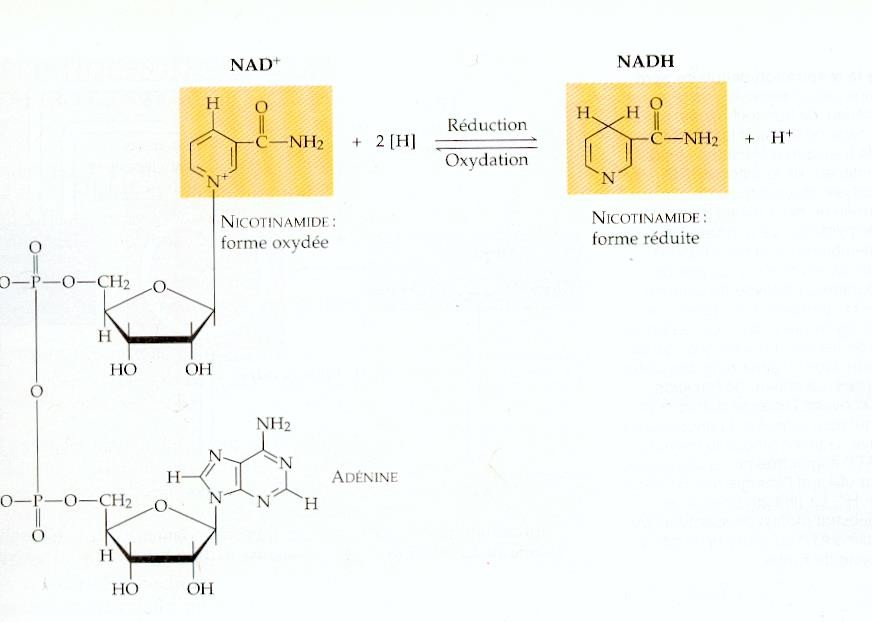 NAD⁺
NADH
H
O
C
NH₂
N⁺
+ 2 [H]
Réduction
Oxydation
H
H
O
C
NH₂
N
+ H⁺
NICOTINAMIDE :
forme oxydée
NICOTINAMIDE :
forme réduite
O
O
P
O
CH₂
O
H
HO
OH
O
NH₂
N
N
H
N
N
H
ADÉNINE
O
P
O
CH₂
O
O
H
HO
OH